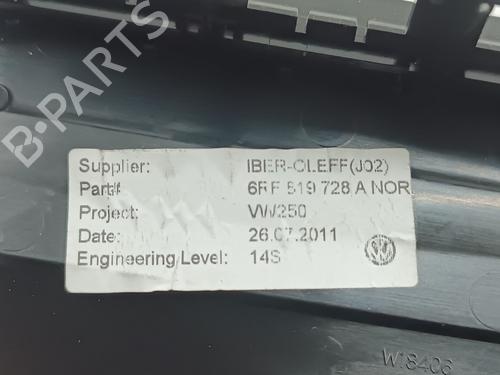 Supplier: IBER-OLEFF(J02)
Part# 6RF 819 728 A NOR
Project: VW250
Date: 26.07.2011
Engineering Level: 14S
W18406
B-PARTS